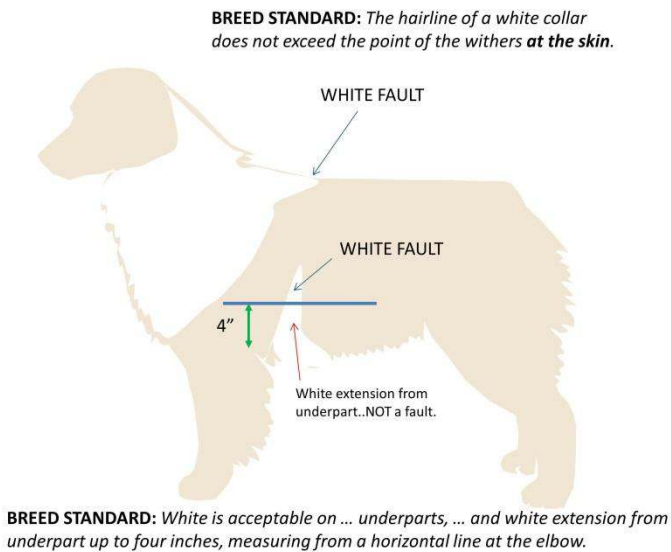 BREED STANDARD: The hairline of a white collar
does not exceed the point of the withers at the skin.
WHITE FAULT
WHITE FAULT
4”
White extension from
underpart..NOT a fault.
BREED STANDARD: White is acceptable on ... underparts, ... and white extension from
underpart up to four inches, measuring from a horizontal line at the elbow.